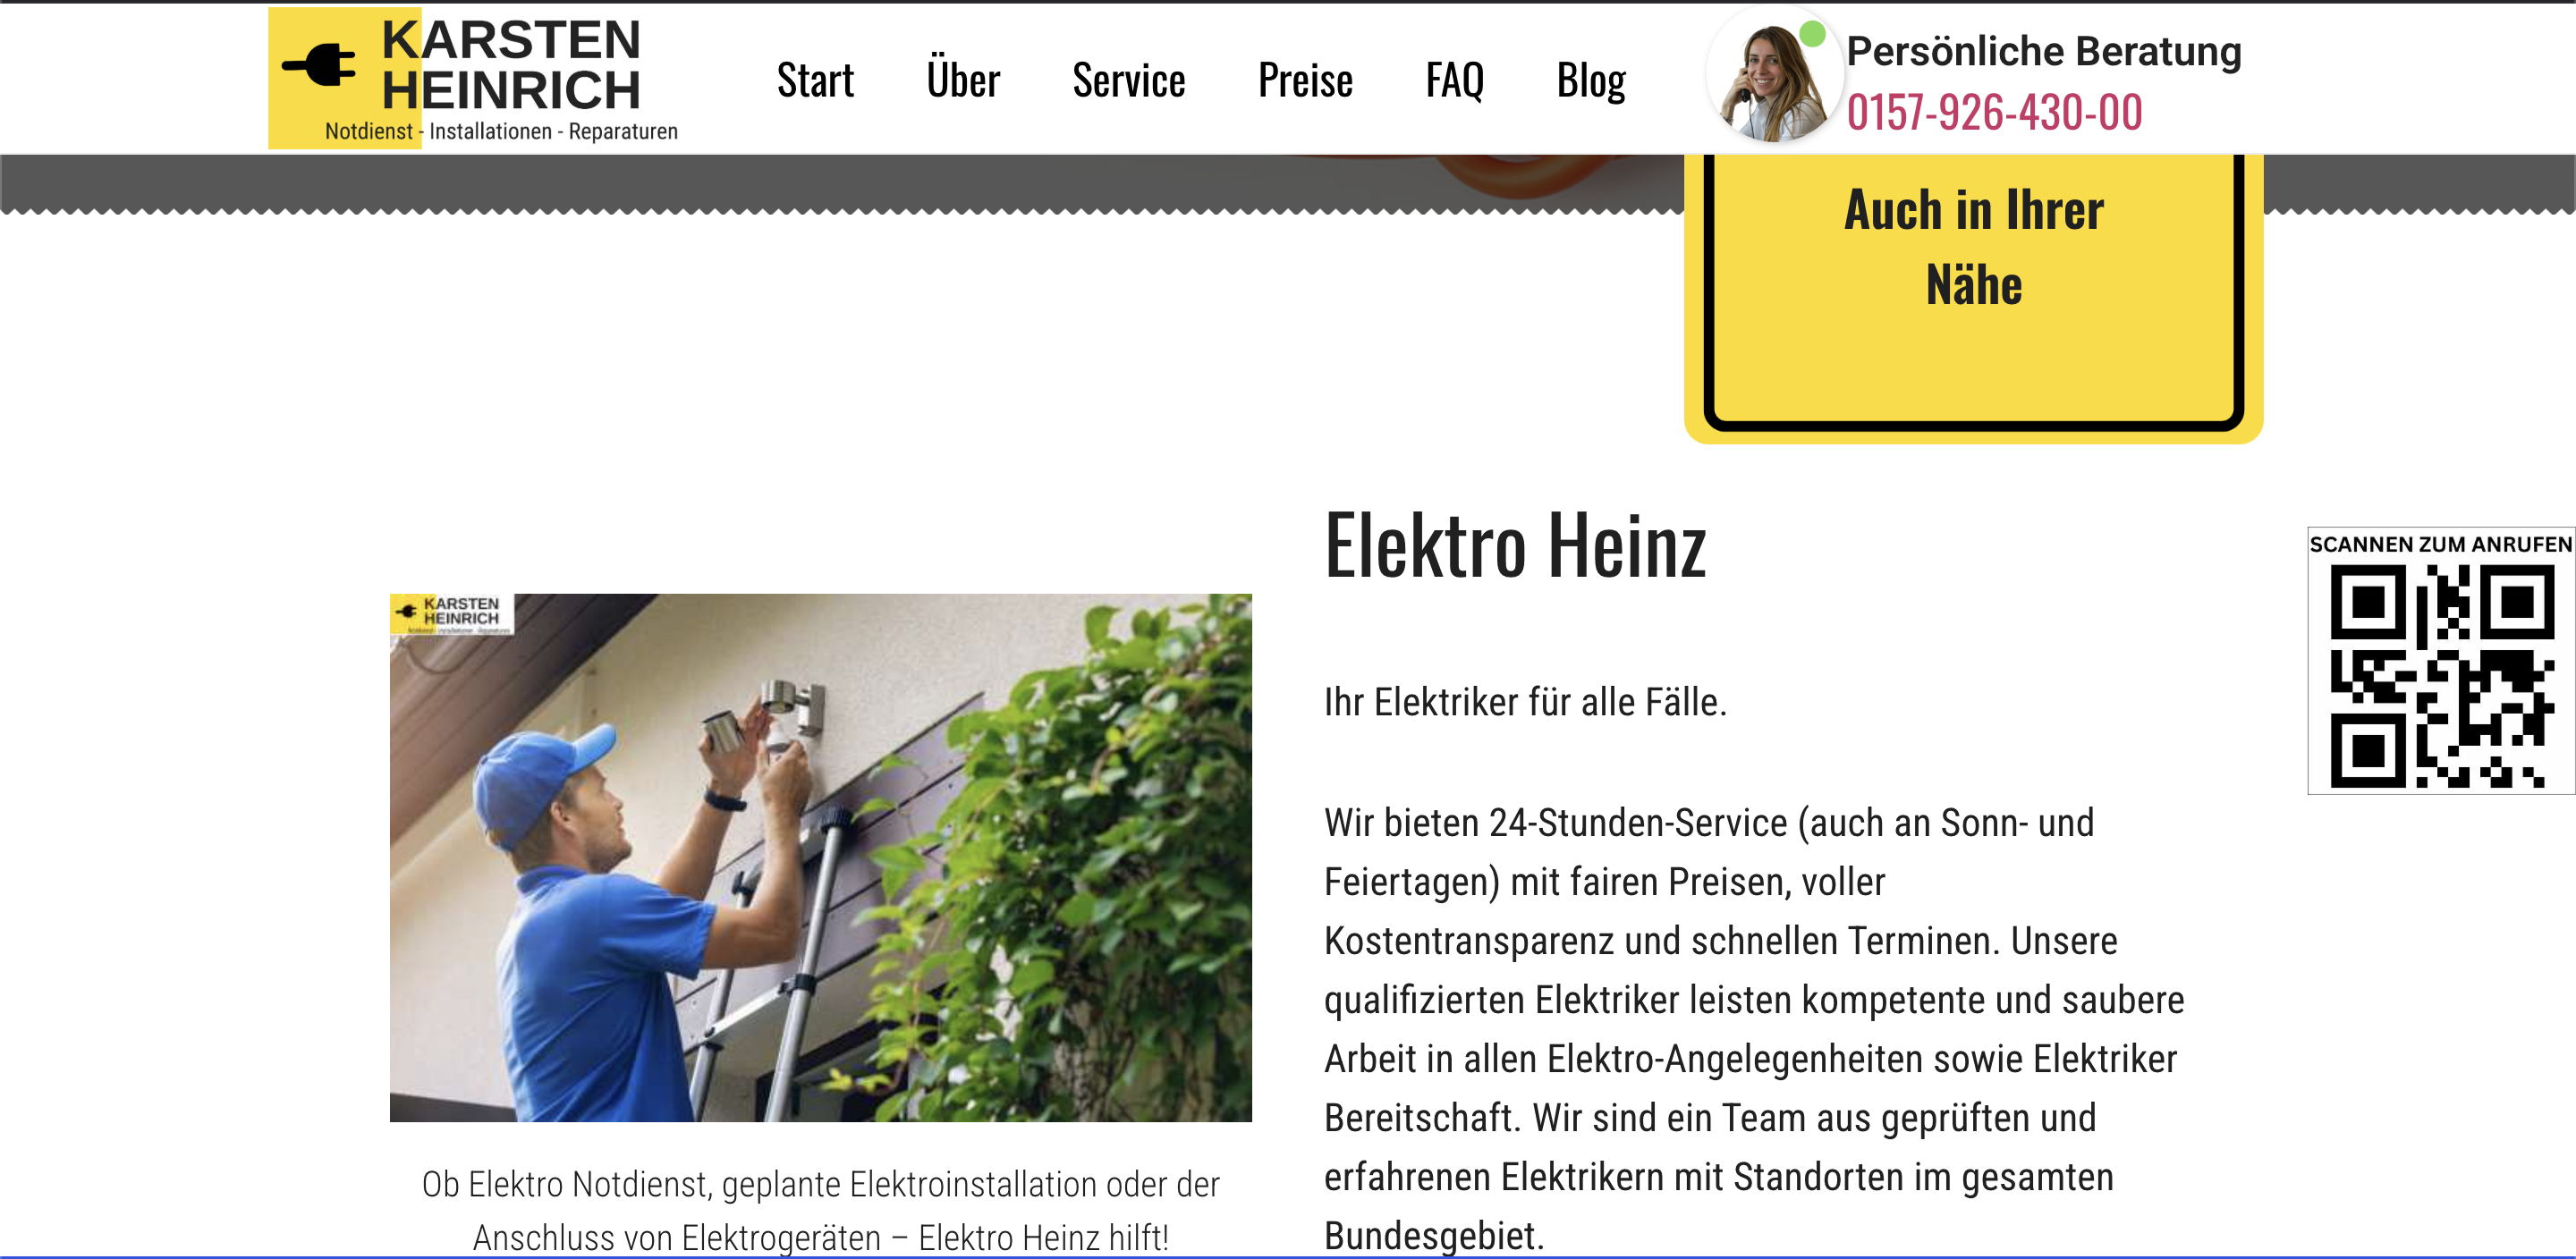 KARSTEN
HEINRICH
Notdienst - Installationen - Reparaturen
Start
Über
Service
Preise
FAQ
Blog
Persönliche Beratung
0157-926-430-00
Auch in Ihrer
Nähe
Elektro Heinz
SCANNEN ZUM ANRUFEN
KARSTEN
HEINRICH
Notdienst - Installationen - Reparaturen
Ihr Elektriker für alle Fälle.
Wir bieten 24-Stunden-Service (auch an Sonn- und
Feiertagen) mit fairen Preisen, voller
Kostentransparenz und schnellen Terminen. Unsere
qualifizierten Elektriker leisten kompetente und saubere
Arbeit in allen Elektro-Angelegenheiten sowie Elektriker
Bereitschaft. Wir sind ein Team aus geprüften und
erfahrenen Elektrikern mit Standorten im gesamten
Bundesgebiet.
Ob Elektro Notdienst, geplante Elektroinstallation oder der
Anschluss von Elektrogeräten – Elektro Heinz hilft!